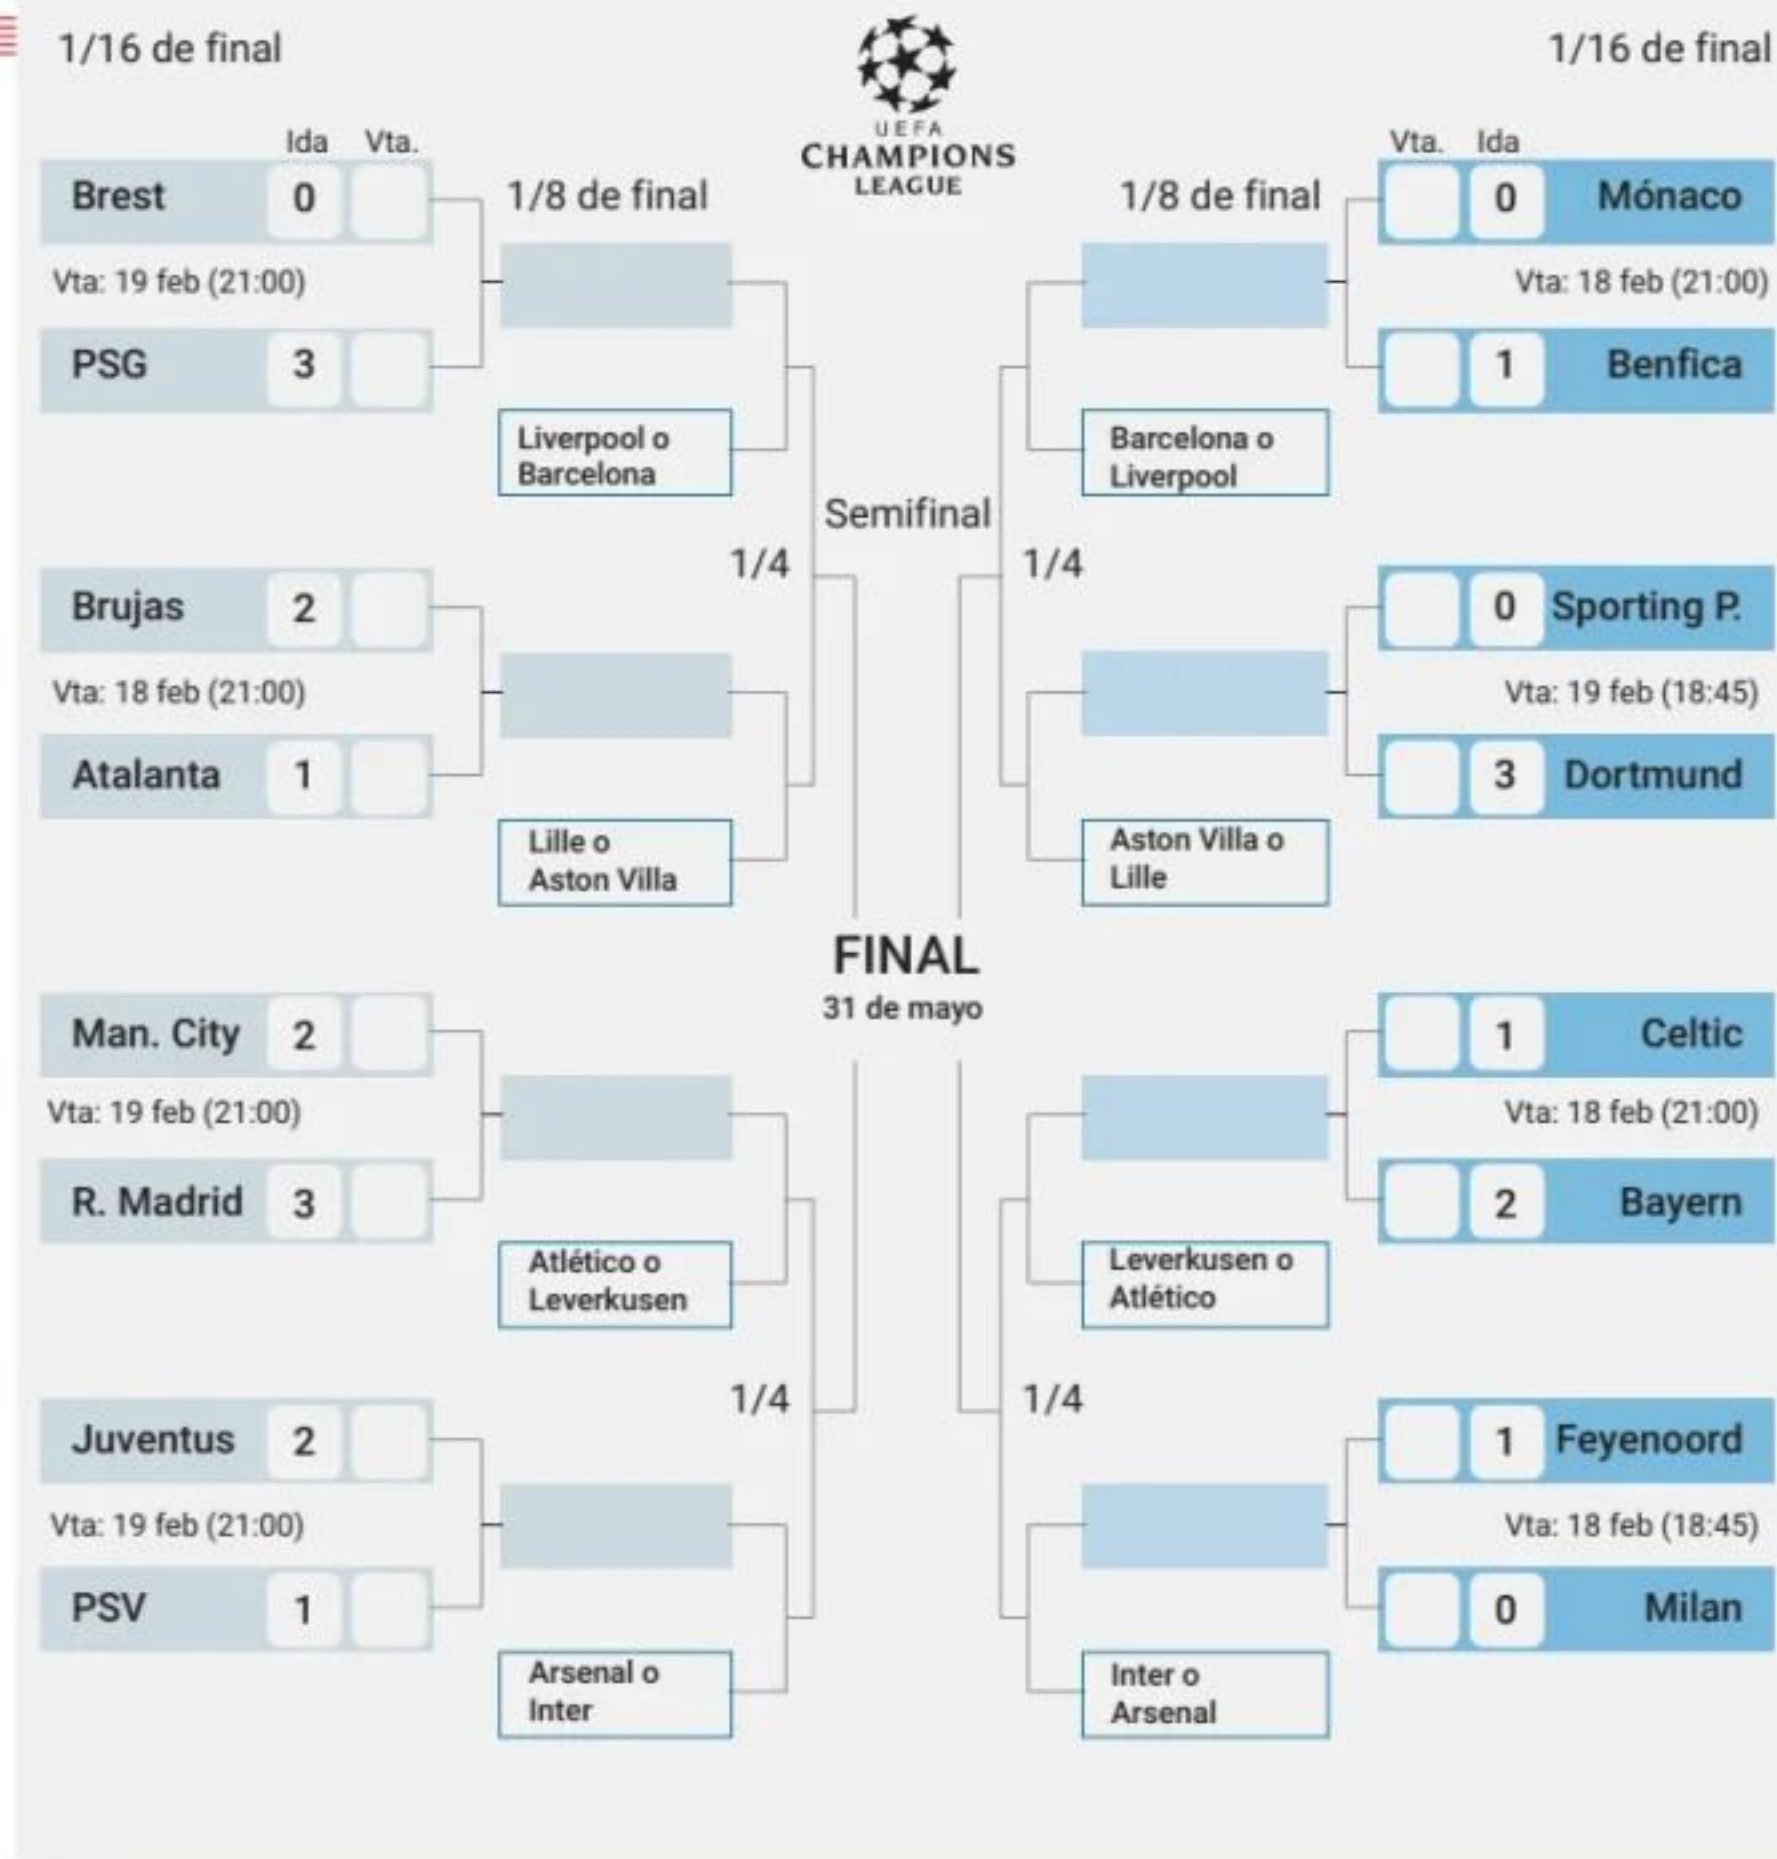 1/16 de final
UEFA
CHAMPIONS
LEAGUE
1/16 de final
Ida Vta.
Brest 0
Vta: 19 feb (21:00)
PSG 3
1/8 de final
Liverpool o
Barcelona
Brujas 2
Vta: 18 feb (21:00)
Atalanta 1
Lille o
Aston Villa
1/4
Semifinal
1/4
1/8 de final
Barcelona o
Liverpool
Aston Villa o
Lille
Vta. Ida
0 Mónaco
Vta: 18 feb (21:00)
1 Benfica
0 Sporting P.
Vta: 19 feb (18:45)
3 Dortmund
FINAL
31 de mayo
Man. City 2
Vta: 19 feb (21:00)
R. Madrid 3
Atlético o
Leverkusen
Juventus 2
Vta: 19 feb (21:00)
PSV 1
Arsenal o
Inter
1/4
1/4
Leverkusen o
Atlético
Inter o
Arsenal
1 Celtic
Vta: 18 feb (21:00)
2 Bayern
1 Feyenoord
Vta: 18 feb (18:45)
0 Milan